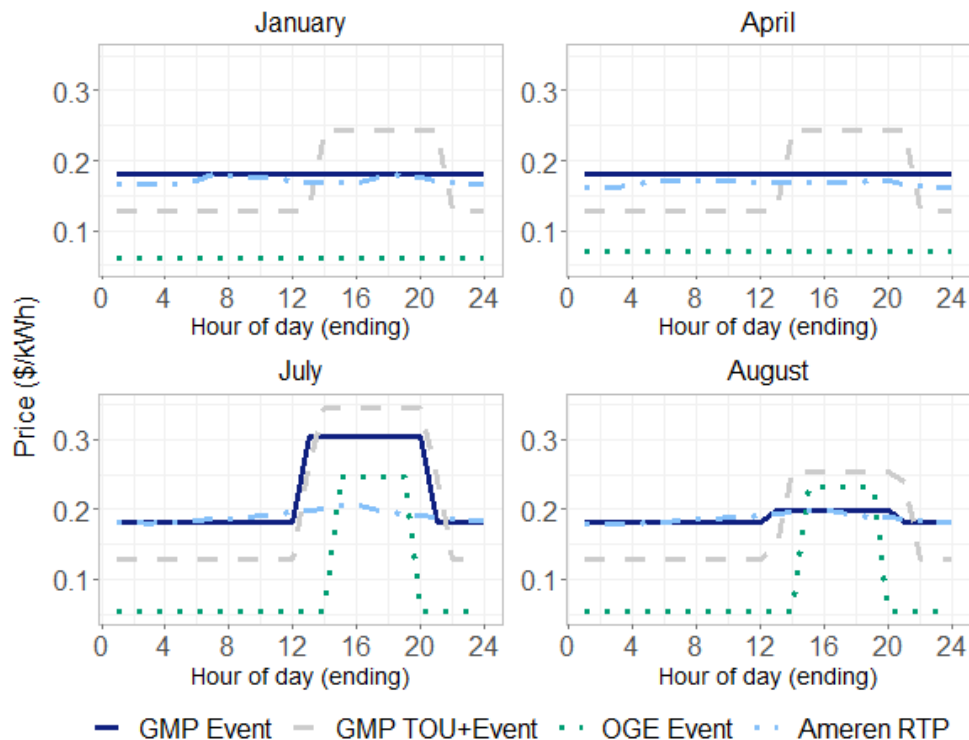 January
April
0.3
0.2
0.1
0 4 8 12 16 20 24
0 4 8 12 16 20 24
Hour of day (ending)
Hour of day (ending)
Price ($/kWh)
July
August
0.3
0.2
0.1
0.3
0.2
0.1
0.3
0.2
0.1
0 4 8 12 16 20 24
0 4 8 12 16 20 24
Hour of day (ending)
Hour of day (ending)
GMP Event GMP TOU+Event OGE Event Ameren RTP